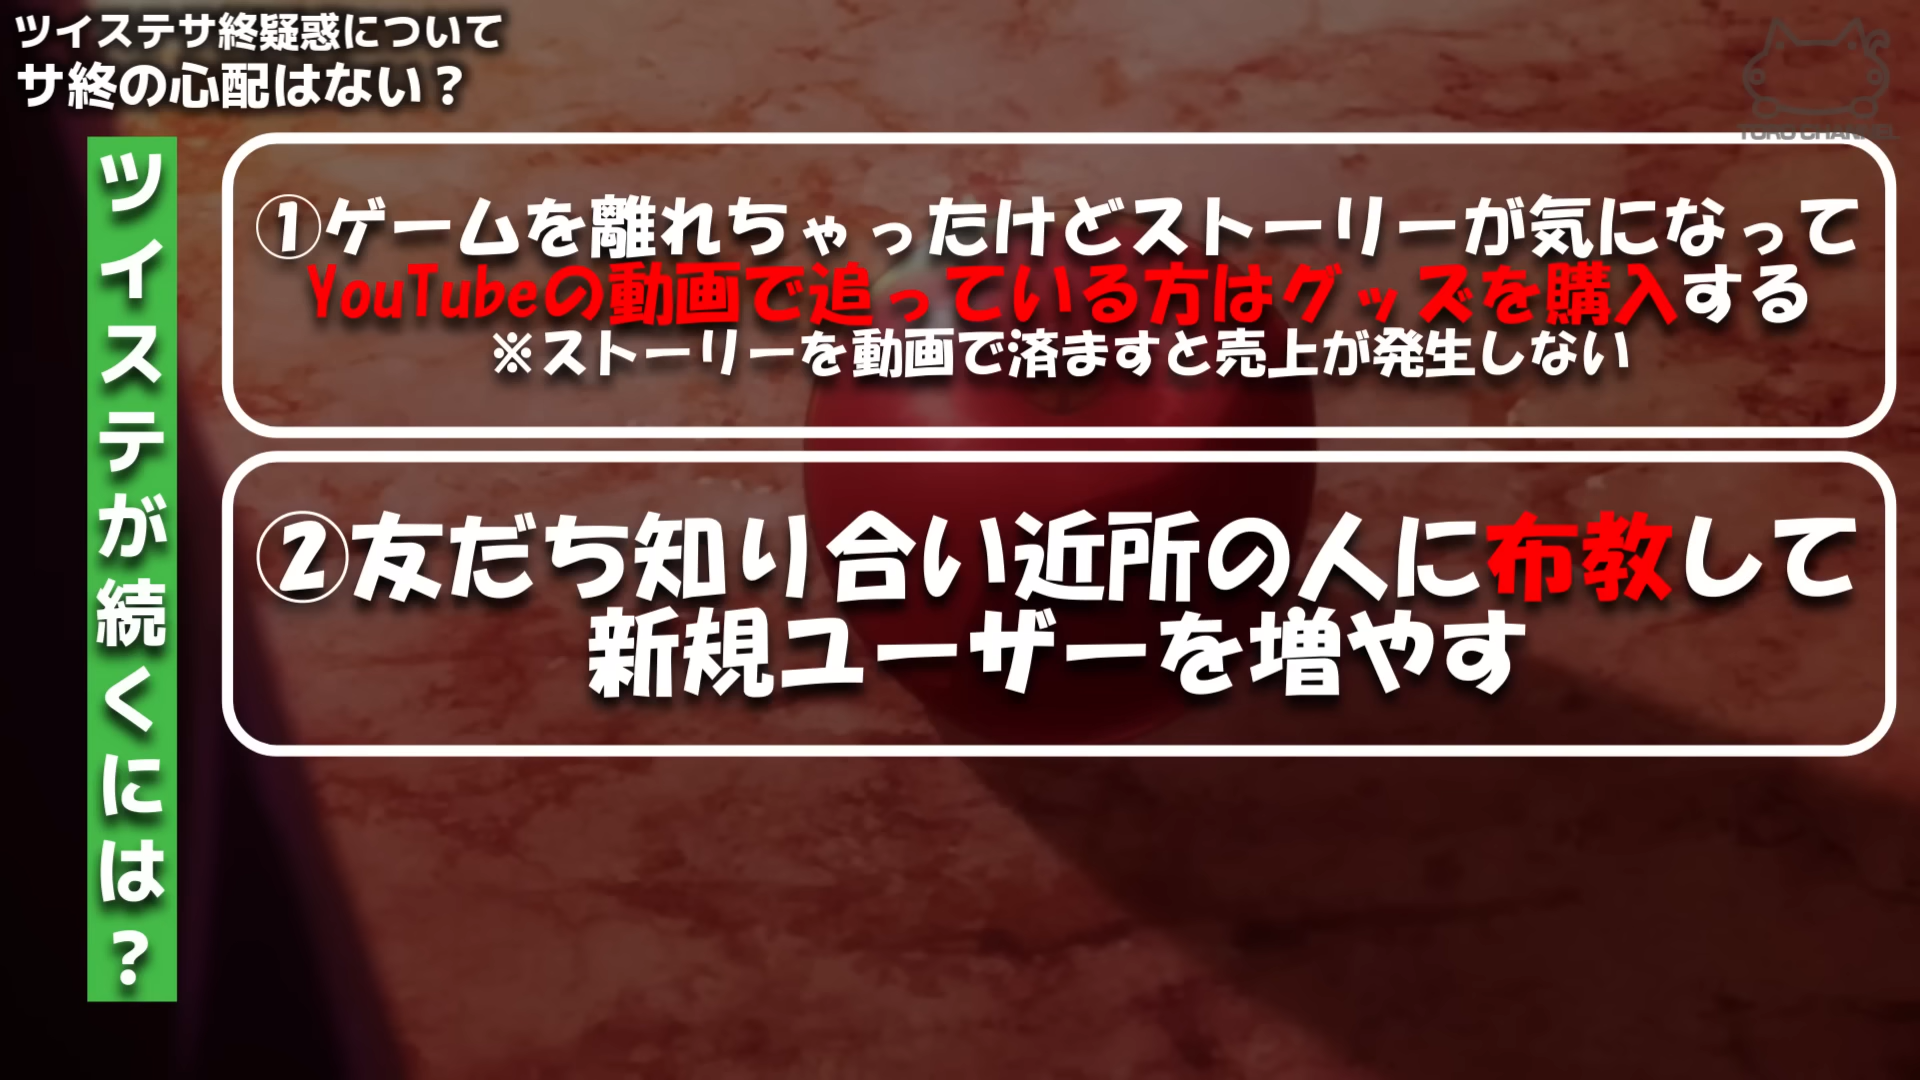 ツイステサ終疑惑について
サ終の心配はない？
ツイステが続くには？
①ゲームを離れちゃったけどストーリーが気になって
YouTubeの動画で追っている方はグッズを購入する
※ストーリーを動画で済ますと売上が発生しない
②友だち知り合い近所の人に布教して
新規ユーザーを増やす
TORO CHANNEL